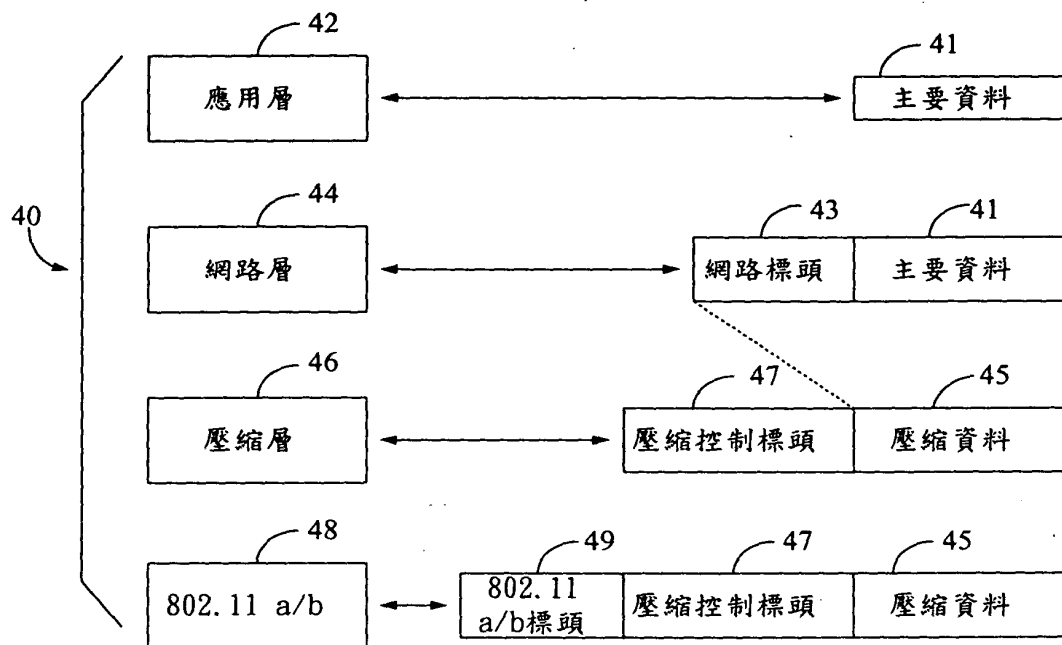 42
41
應用層
主要資料
44
43
41
40
網路層
網路標頭
主要資料
46
47
45
壓縮層
壓縮控制標頭
壓縮資料
48
49
47
45
802.11 a/b
802.11
a/b標頭
壓縮控制標頭
壓縮資料